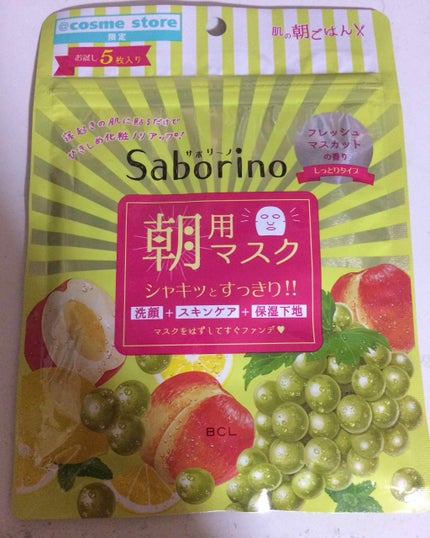 @cosme store
限定
お試し5枚入り
肌の朝ごはん
寝起きの肌に貼るだけで
ひきしめ化粧ノリアップ!
サボリーノ
Saborino
フレッシュ
マスカット
の香り
しっとりタイプ
朝用
マスク
シャキッとすっきり!!
洗顔+スキンケア+保湿下地
マスクをはずしてすぐファンデ♥
BCL